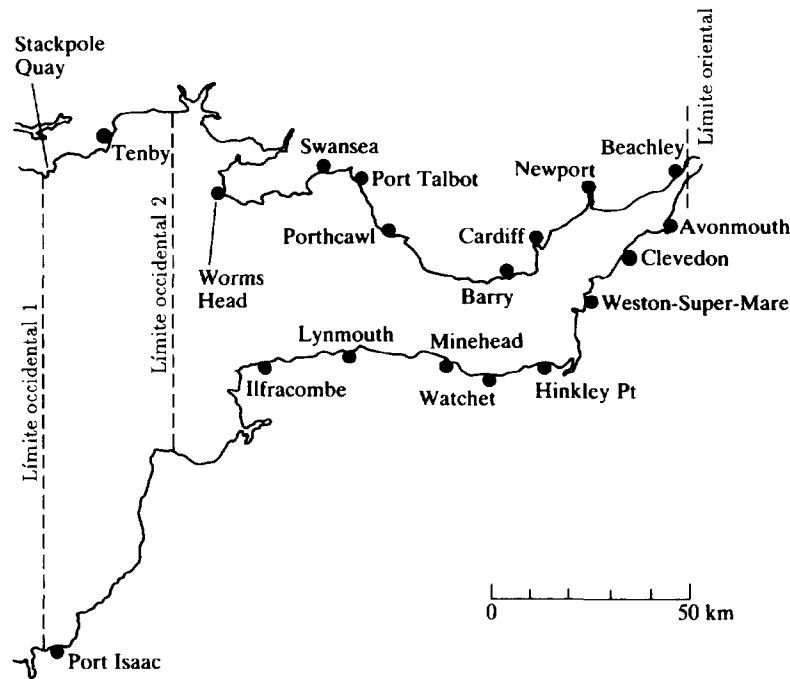 Stackpole
Quay
Límite oriental
Tenby
Swansea
Beachley
Newport
Port Talbot
Límite occidental 2
Porthcawl
Cardiff
Avonmouth
Clevedon
Worms
Head
Barry
Weston-Super-Mare
Límite occidental 1
Lynmouth
Minehead
Ilfracombe
Watchet
Hinkley Pt
0
50 km
Port Isaac